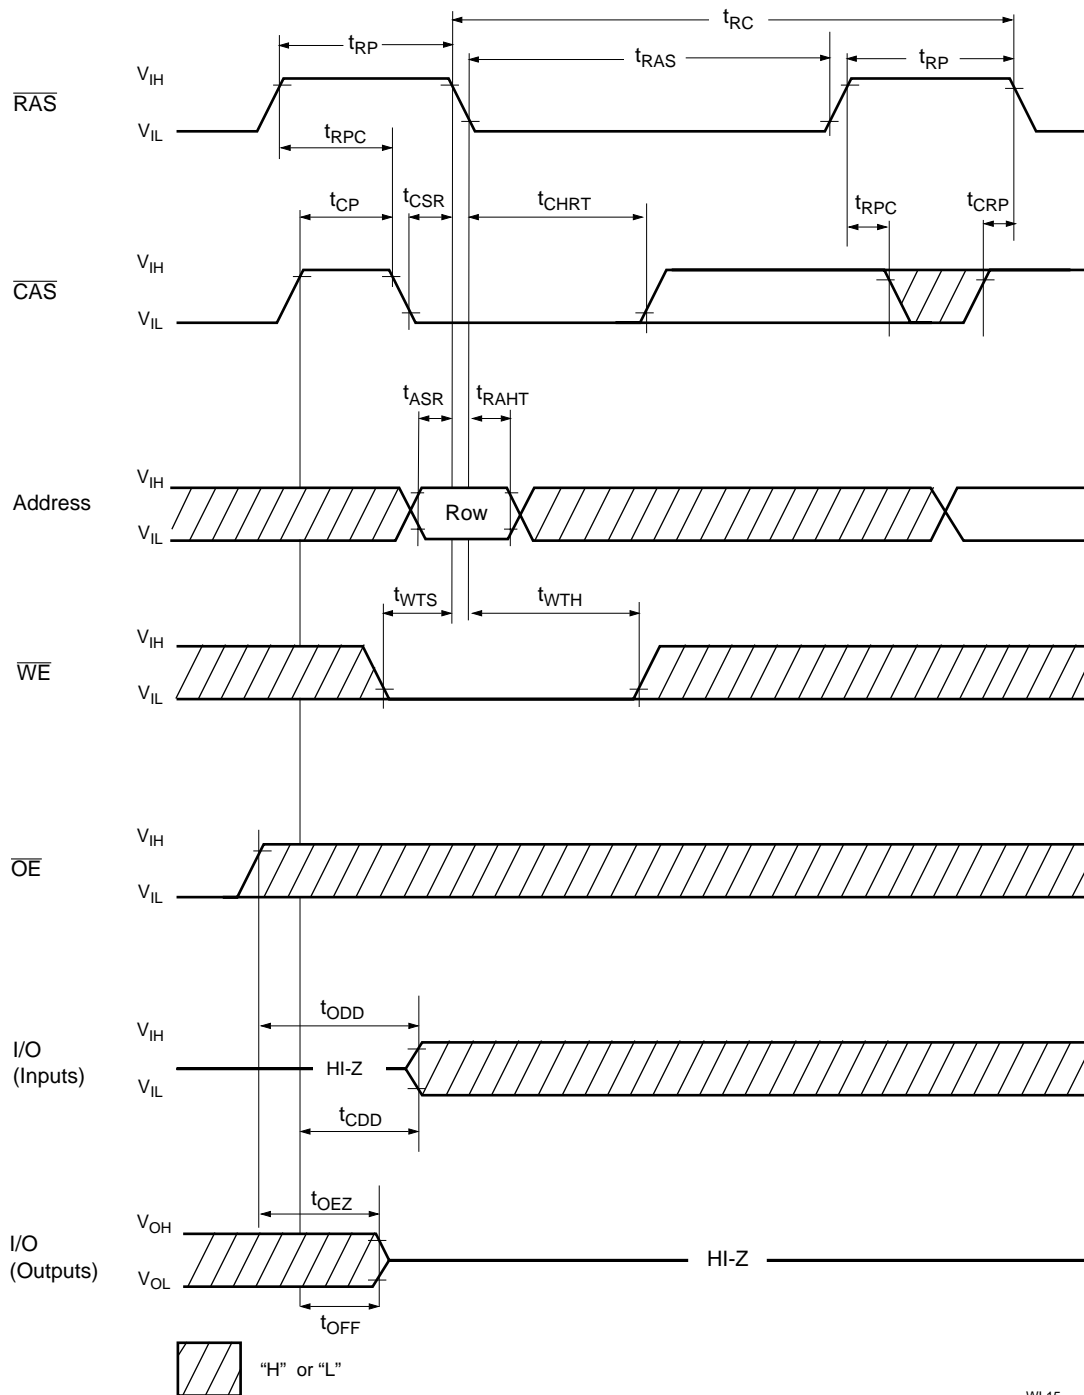 tRC
tRP
tRAS
tRP
VIH
RAS
VIL
tRPC
tCP
tCSR
tCHRT
tRPC
tCRP
VIH
CAS
VIL
tASR
tRAHT
VIH
Address
Row
VIL
tWTS
tWTH
VIH
WE
VIL
VIH
OE
VIL
tODD
VIH
I/O
(Inputs)
HI-Z
VIL
tCDD
tOEZ
VOH
I/O
(Outputs)
HI-Z
VOL
tOFF
“H” or “L”
WL15